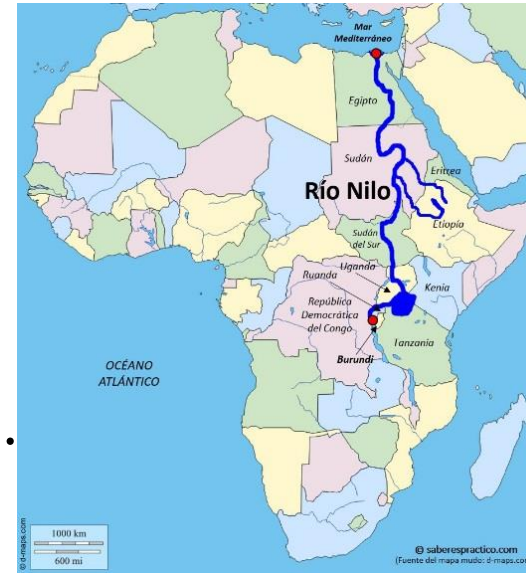 Mar
Mediterráneo
Egipto
Sudán
Eritrea
Río Nilo
Etiopía
Sudán
del Sur
Uganda
Ruanda
Kenia
República
Democrática
del Congo
Tanzania
Burundi
OCÉANO
ATLÁNTICO
•
1000 km
600 mi
© d-maps.com
© saberespractico.com
(Fuente del mapa mudo: d-maps.com